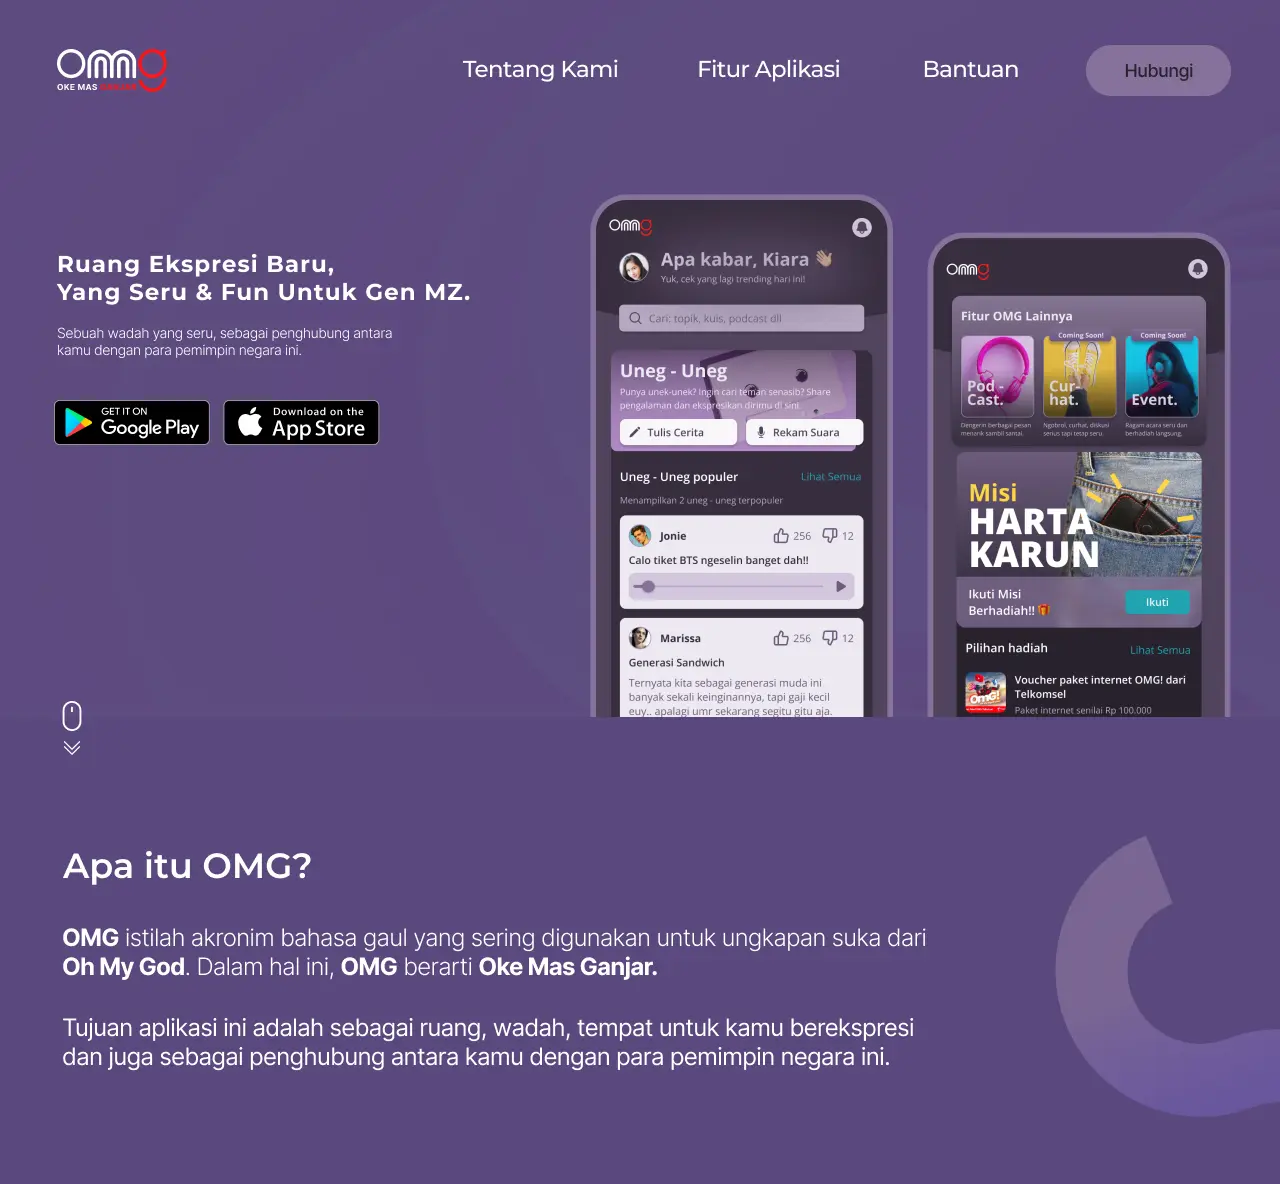 omg
OKE MAS GANJAR
Tentang Kami
Fitur Aplikasi
Bantuan
Hubungi
Ruang Ekspresi Baru,
Yang Seru & Fun Untuk Gen MZ.
Sebuah wadah yang seru, sebagai penghubung antara
kamu dengan para pemimpin negara ini.
GET IT ON
Google Play
Download on the
App Store
omg
Apa kabar, Kiara 👋🏽
Yuk, cek yang lagi trending hari ini!
Cari: topik, kuis, podcast dll
Uneg - Uneg
Punya unek-unek? Ingin cari teman senasib? Share
pengalaman dan ekspresikan dirimu di sini.
Tulis Cerita
Rekam Suara
Uneg - Uneg populer
Lihat Semua
Menampilkan 2 uneg - uneg terpopuler
Jonie
256
12
Calo tiket BTS ngeselin banget dah!!
Marissa
256
12
Generasi Sandwich
Ternyata kita sebagai generasi muda ini
banyak sekali keinginannya, tapi gaji kecil
euy.. apalagi umr sekarang segitu gitu aja.
omg
Fitur OMG Lainnya
Coming Soon!
Coming Soon!
Pod -
Cast.
Cur-
hat.
Event.
Dengerin berbagai pesan
menarik sambil santai.
Ngobrol, curhat, diskusi
serius tapi tetap seru.
Ragam acara seru dan
berhadiah langsung.
Misi
HARTA
KARUN
Ikuti Misi
Berhadiah!! 🎁
Ikuti
Pilihan hadiah
Lihat Semua
OMG!
Voucher paket internet OMG! dari
Telkomsel
Paket internet senilai Rp 100.000
Apa itu OMG?
OMG istilah akronim bahasa gaul yang sering digunakan untuk ungkapan suka dari
Oh My God. Dalam hal ini, OMG berarti Oke Mas Ganjar.
Tujuan aplikasi ini adalah sebagai ruang, wadah, tempat untuk kamu berekspresi
dan juga sebagai penghubung antara kamu dengan para pemimpin negara ini.